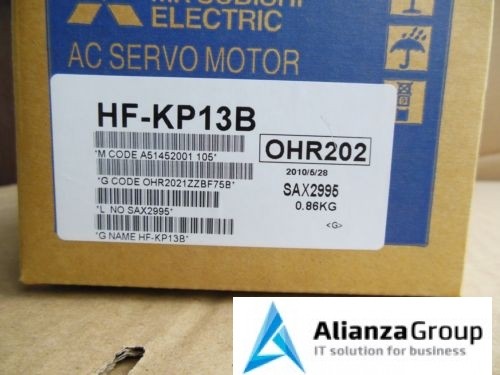 MITSUBISHI
ELECTRIC
AC SERVO MOTOR
HF-KP13B
OHR202
*M CODE A51452001 105*
2010/5/28
*G CODE OHR2021ZZBF75B*
SAX2995
*L NO SAX2995*
0.86KG
*G NAME HF-KP13B*
<G>
AlianzaGroup
IT solution for business